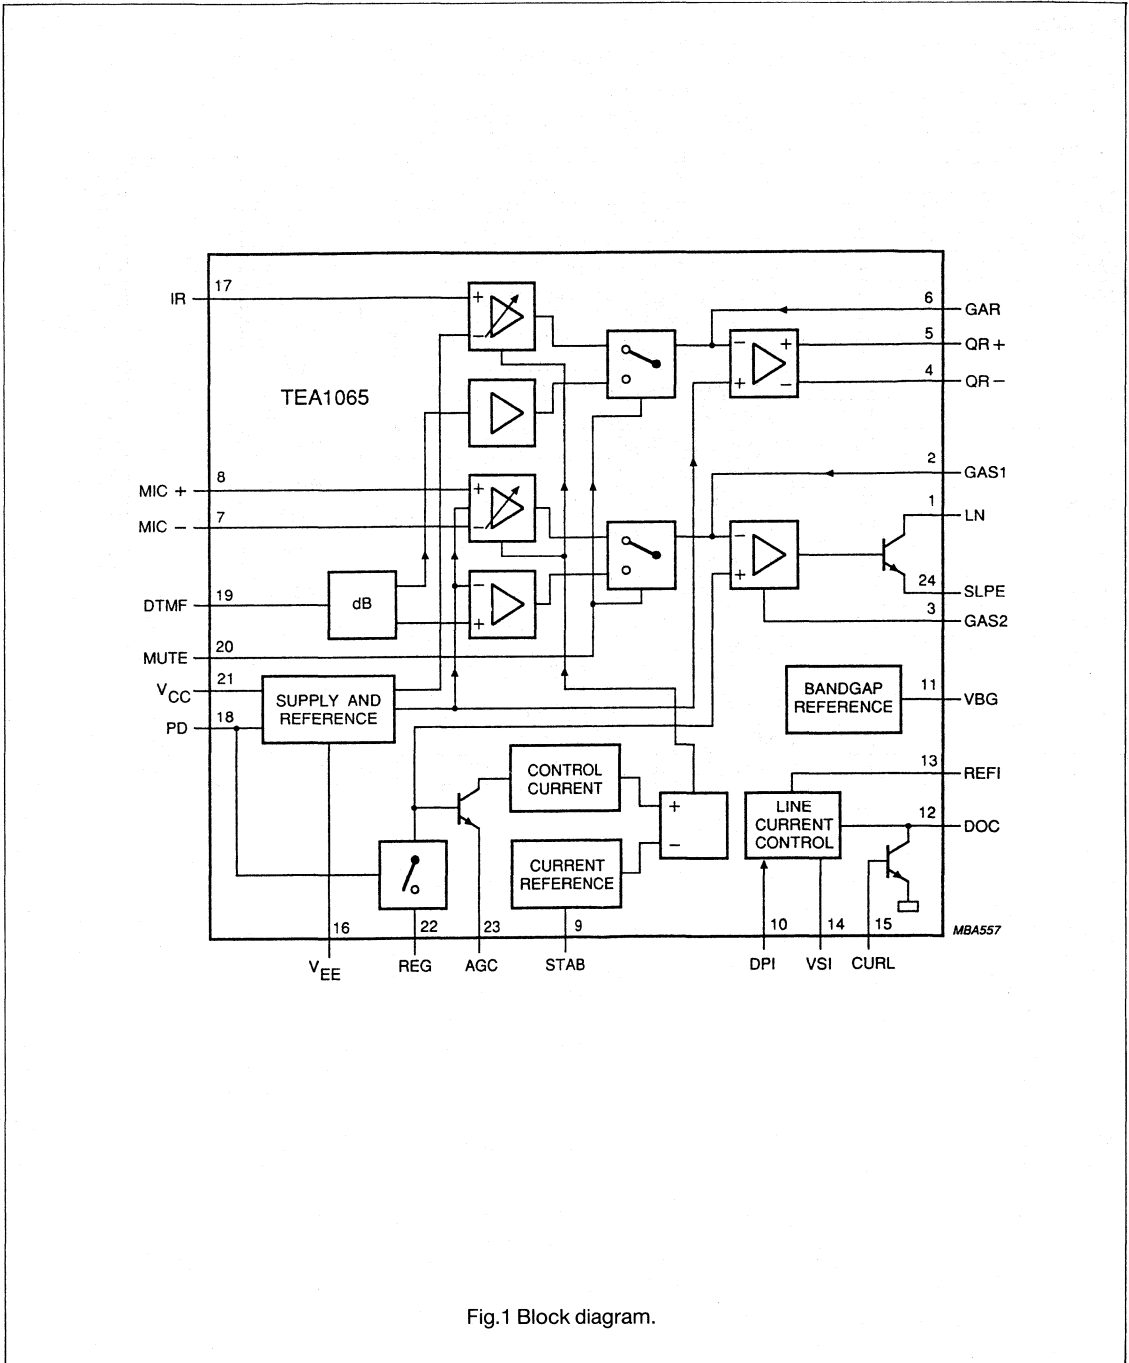 17
IR
+
−
6
GAR
5
QR +
−
+
+
−
4
QR −
TEA1065
8
MIC +
+
−
7
MIC −
2
GAS1
1
LN
−
+
24
SLPE
3
GAS2
19
DTMF
dB
−
+
20
MUTE
21
VCC
18
PD
SUPPLY AND
REFERENCE
BANDGAP
REFERENCE
11
VBG
13
REFI
CONTROL
CURRENT
+
−
LINE
CURRENT
CONTROL
12
DOC
CURRENT
REFERENCE
16
22
23
9
10
14
15
MBA557
VEE
REG
AGC
STAB
DPI
VSI
CURL
Fig.1 Block diagram.